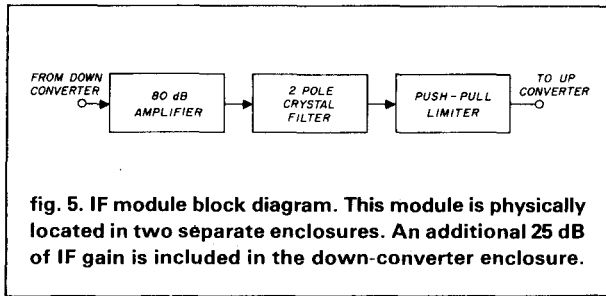 FROM DOWN
CONVERTER
80 dB
AMPLIFIER
2 POLE
CRYSTAL
FILTER
PUSH-PULL
LIMITER
TO UP
CONVERTER
fig. 5. IF module block diagram. This module is physically
located in two separate enclosures. An additional 25 dB
of IF gain is included in the down-converter enclosure.